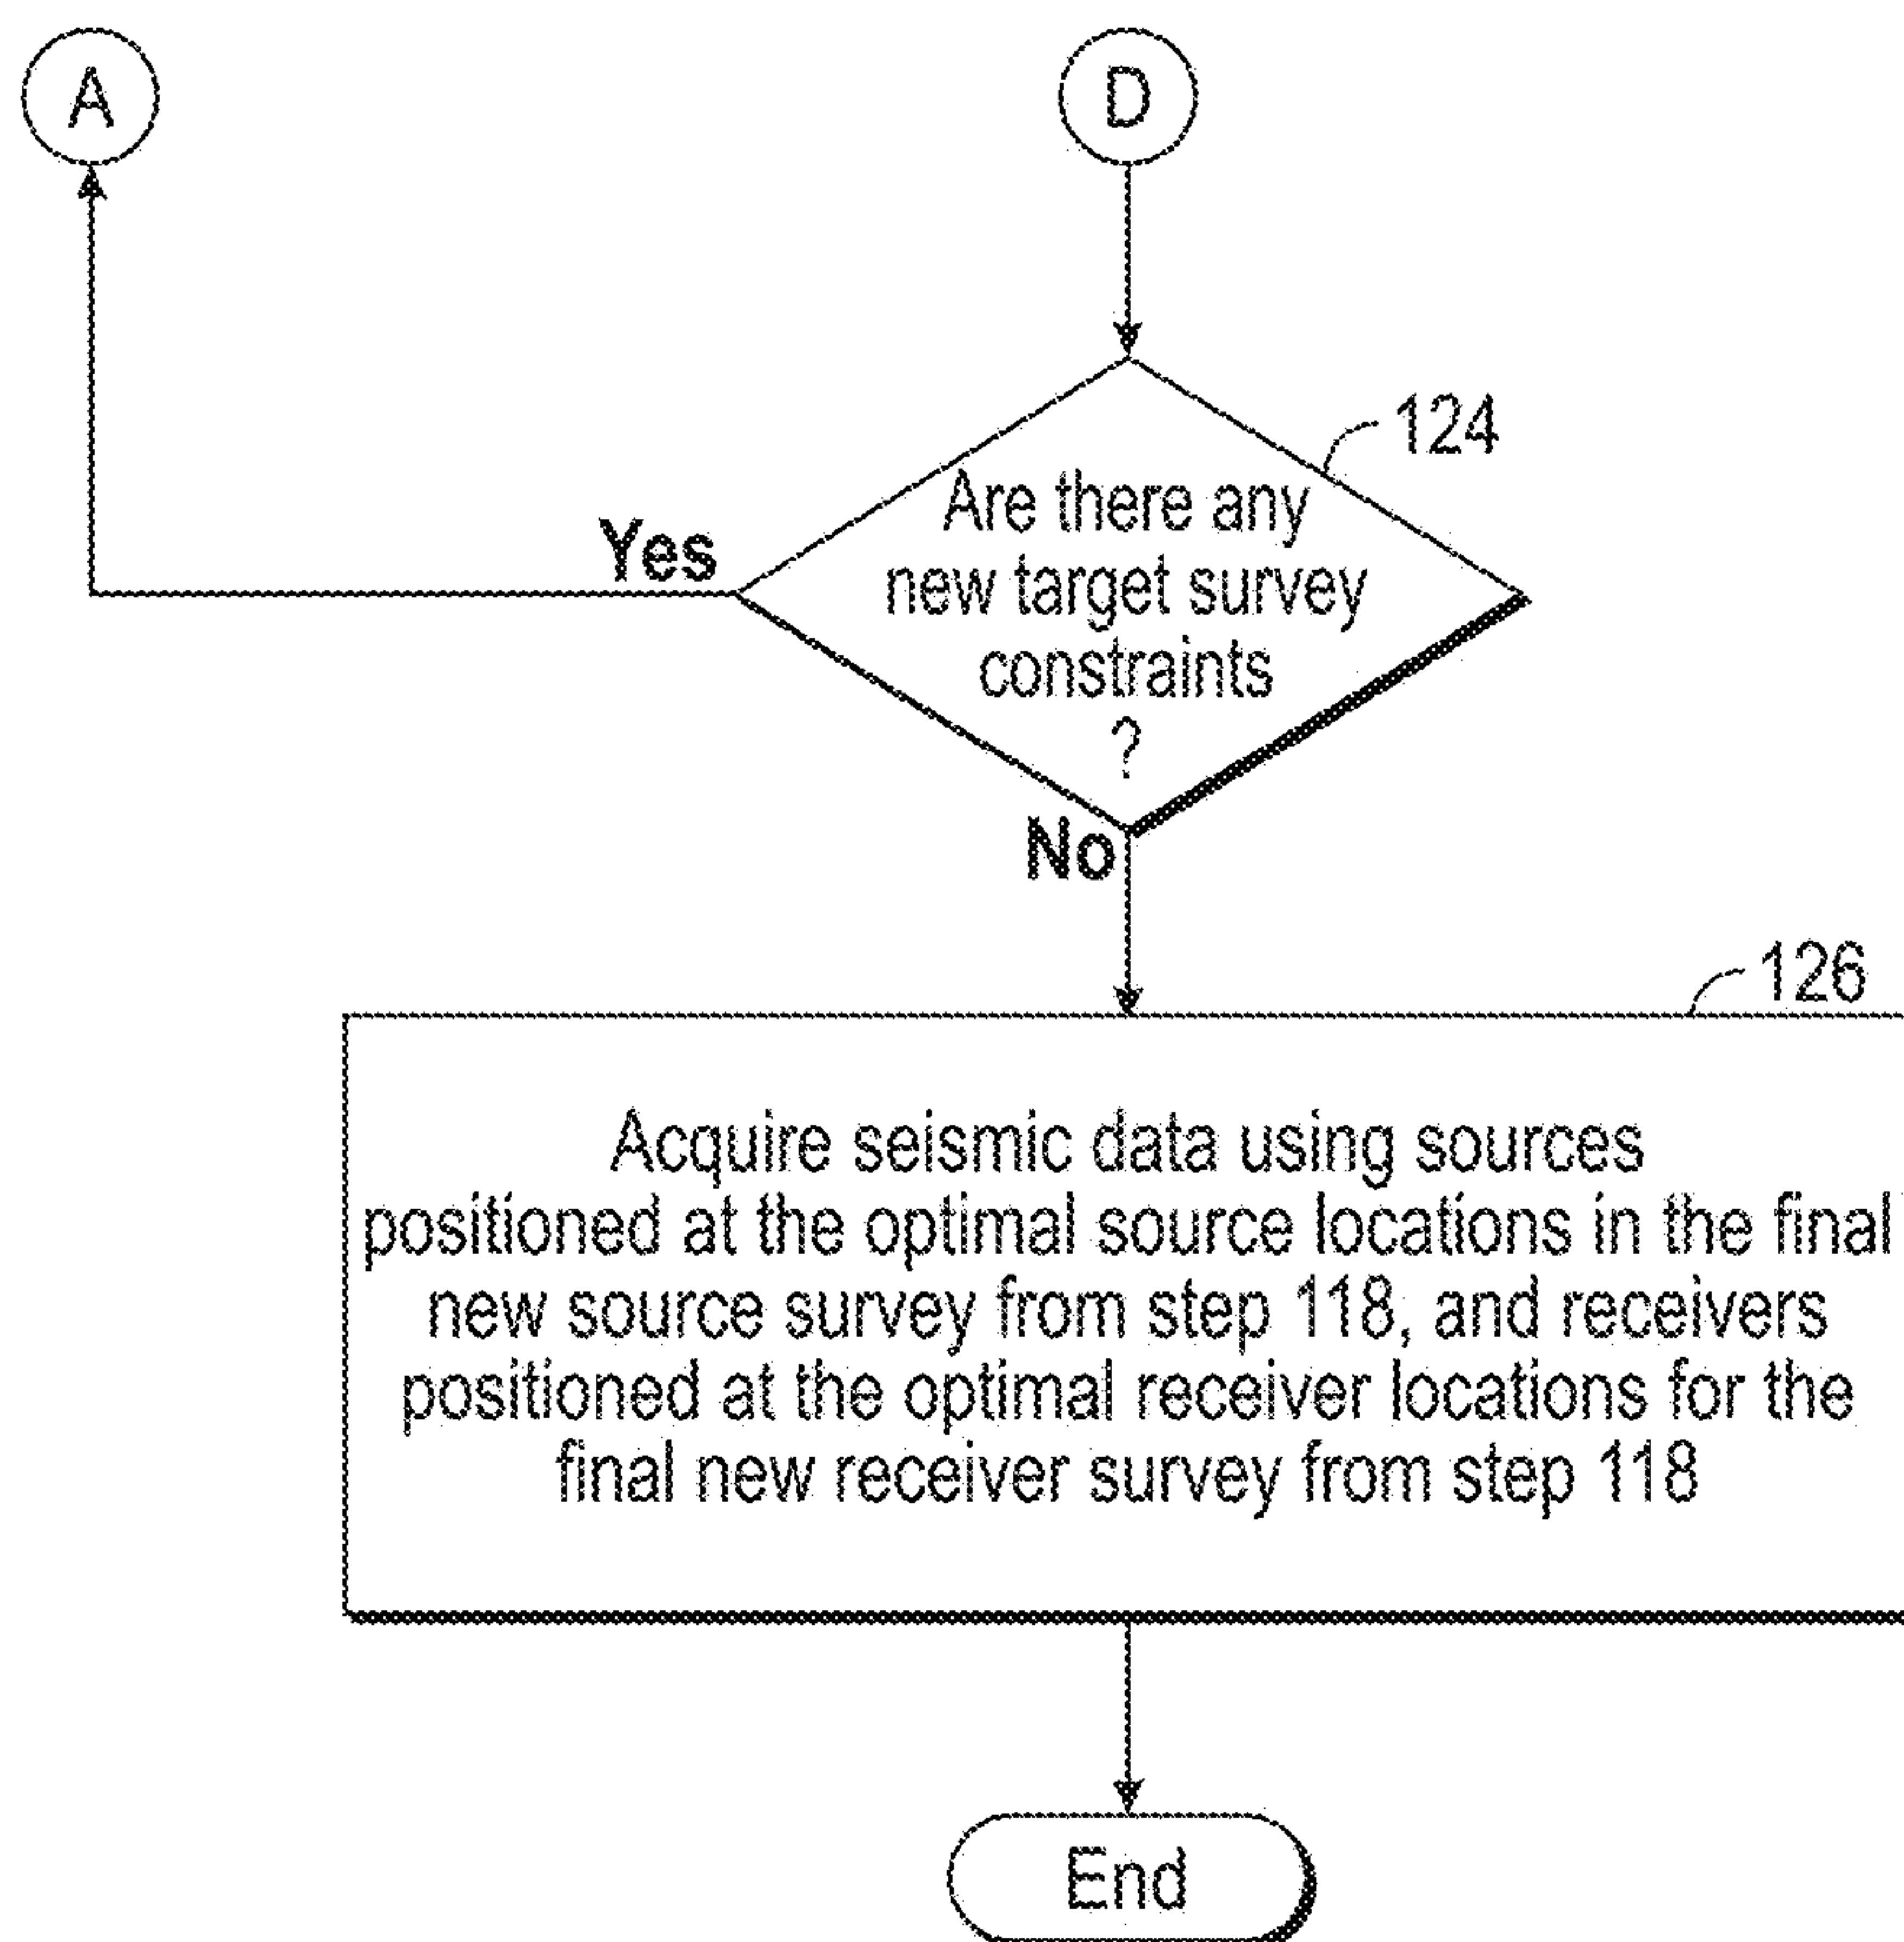 A
D
124
Are there any
new target survey
constraints
?
Yes
No
126
Acquire seismic data using sources
positioned at the optimal source locations in the final
new source survey from step 118, and receivers
positioned at the optimal receiver locations for the
final new receiver survey from step 118
End